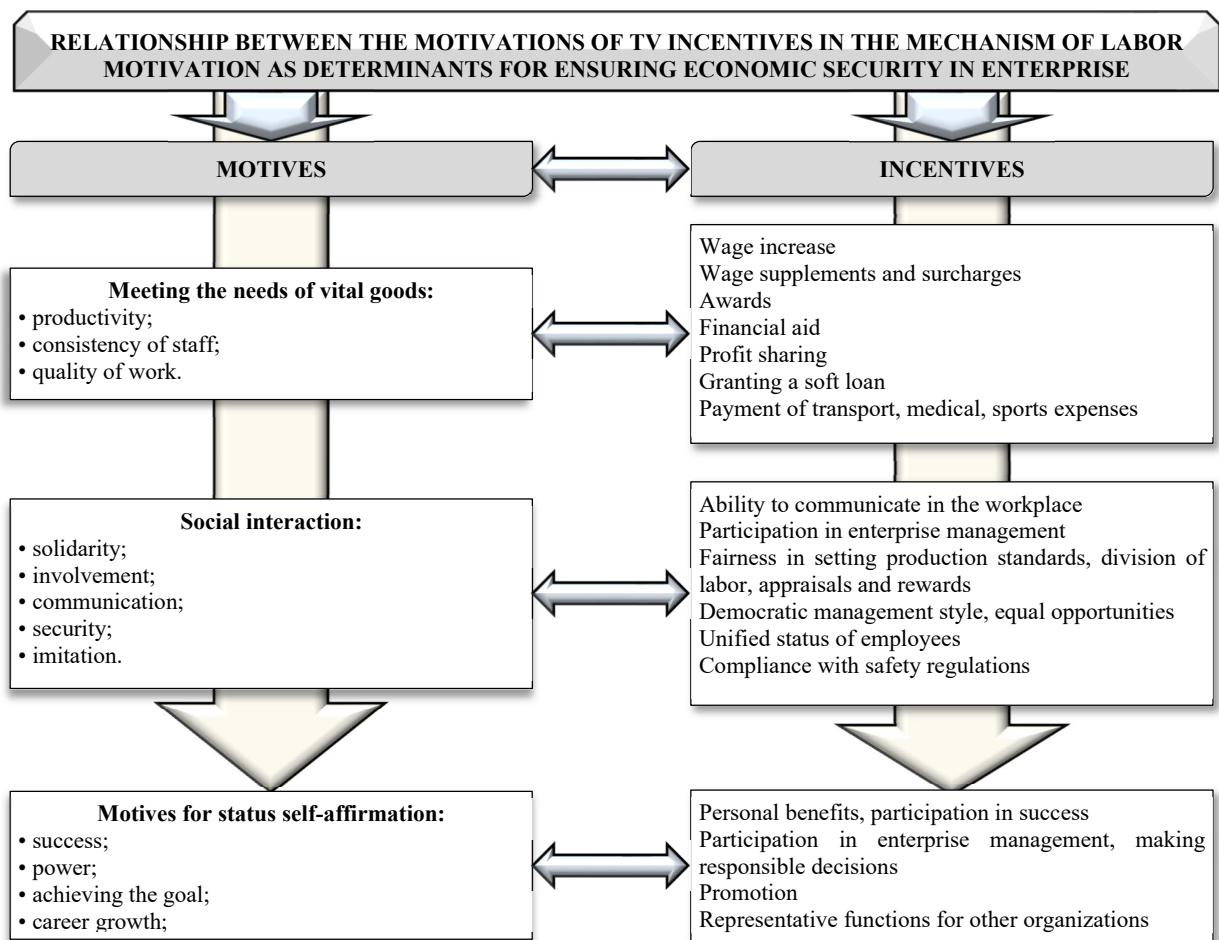 RELATIONSHIP BETWEEN THE MOTIVATIONS OF TV INCENTIVES IN THE MECHANISM OF LABOR
MOTIVATION AS DETERMINANTS FOR ENSURING ECONOMIC SECURITY IN ENTERPRISE
MOTIVES
INCENTIVES
Meeting the needs of vital goods:
• productivity;
• consistency of staff;
• quality of work.
Wage increase
Wage supplements and surcharges
Awards
Financial aid
Profit sharing
Granting a soft loan
Payment of transport, medical, sports expenses
Social interaction:
• solidarity;
• involvement;
• communication;
• security;
• imitation.
Ability to communicate in the workplace
Participation in enterprise management
Fairness in setting production standards, division of
labor, appraisals and rewards
Democratic management style, equal opportunities
Unified status of employees
Compliance with safety regulations
Motives for status self-affirmation:
• success;
• power;
• achieving the goal;
• career growth;
Personal benefits, participation in success
Participation in enterprise management, making
responsible decisions
Promotion
Representative functions for other organizations